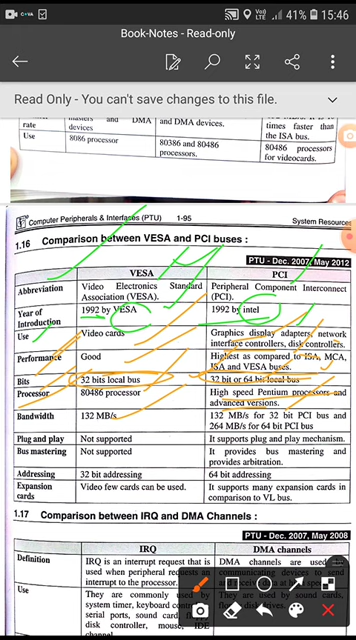 41% 15:46
Book-Notes - Read-only
Read Only - You can't save changes to this file.
rate devices and DMA and DMA devices. times faster than
the ISA bus.
Use 8086 processor 80386 and 80486 80486 processors
processors. for videocards.
Computer Peripherals & Interfaces (PTU) 1-95 System Resources
1.16 Comparison between VESA and PCI buses :
PTU - Dec. 2007, May 2012
VESA PCI
Abbreviation Video Electronics Standard Peripheral Component Interconnect
Association (VESA). (PCI).
Year of 1992 by VESA 1992 by intel
Introduction
Use Video cards Graphics display adapters, network
interface controllers, disk controllers.
Performance Good Highest as compared to ISA, MCA,
ISA and VESA buses.
Bits 32 bits local bus 32 bit or 64 bit local bus
Processor 80486 processor High speed Pentium processors and
advanced versions.
Bandwidth 132 MB/s 132 MB/s for 32 bit PCI bus and
264 MB/s for 64 bit PCI bus
Plug and play Not supported It supports plug and play mechanism.
Bus mastering Not supported It provides bus mastering and
provides arbitration.
Addressing 32 bit addressing 64 bit addressing
Expansion Video few cards can be used. It supports many expansion cards in
cards comparison to VL bus.
1.17 Comparison between IRQ and DMA Channels :
PTU - Dec. 2007, May 2008
IRQ DMA channels
Definition IRQ is an interrupt request that is DMA channels are used
used when peripheral requests an communicating devices to send
interrupt to the processor.
Use They are commonly used They are used by sound cards,
system timer, keyboard
serial ports, sound card
disk controller, mouse, IDE
channel